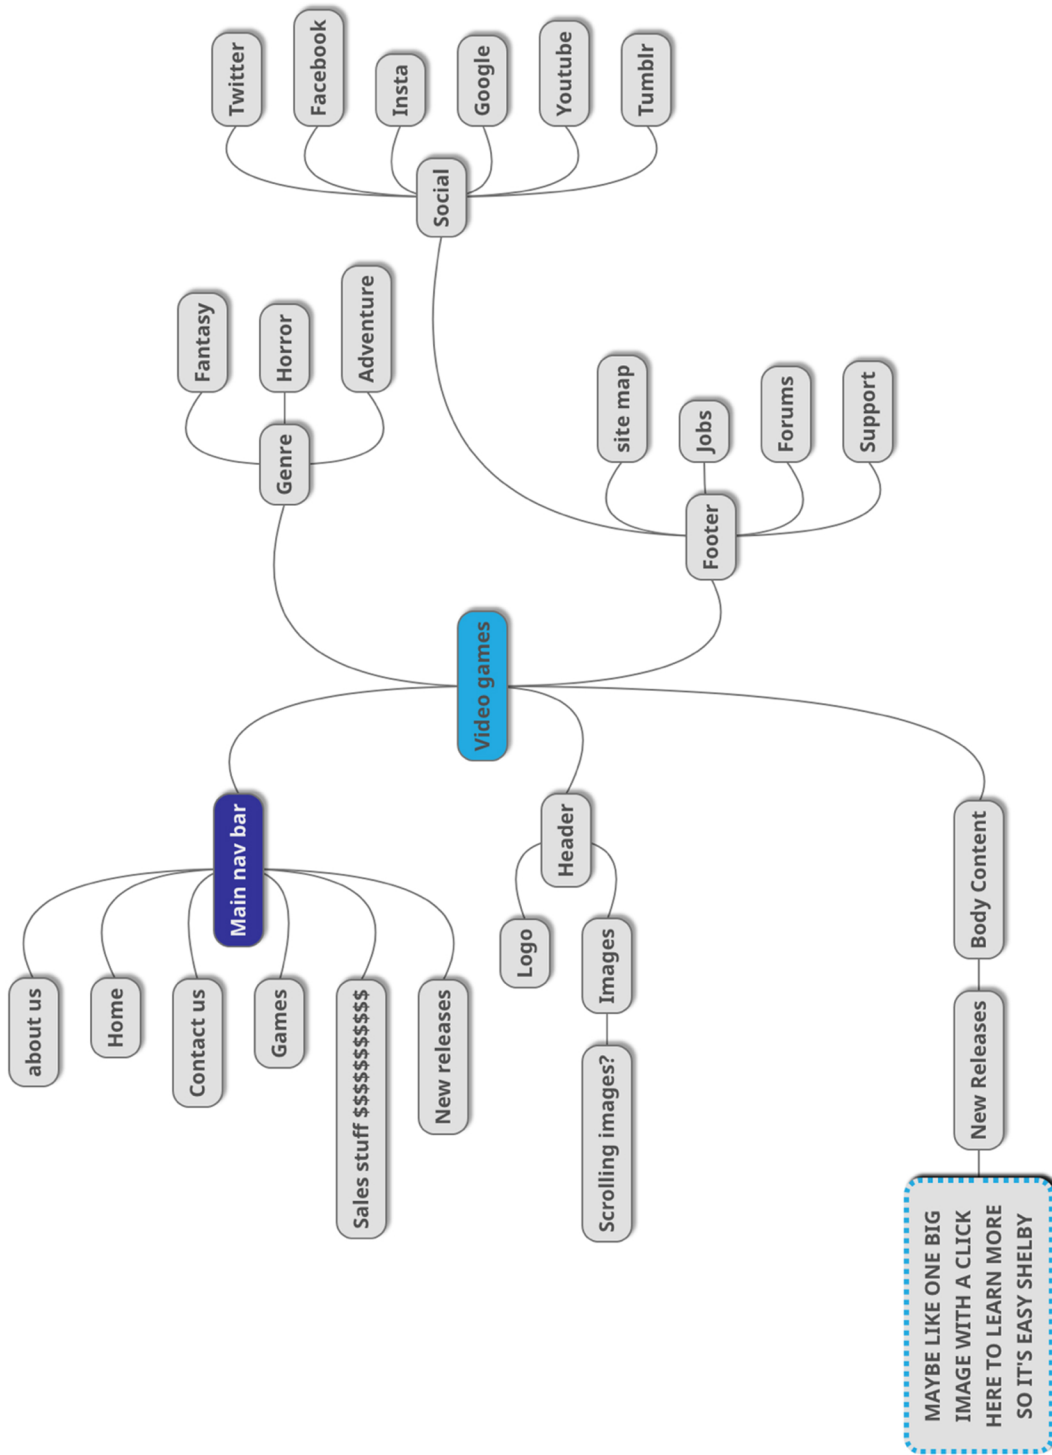 about us
Home
Contact us
Games
Sales stuff $$$$$$$$$$$$
New releases
Main nav bar
Logo
Images
Scrolling images?
Header
MAYBE LIKE ONE BIG
IMAGE WITH A CLICK
HERE TO LEARN MORE
SO IT'S EASY SHELBY
New Releases
Body Content
Video games
Genre
Fantasy
Horror
Adventure
Footer
Social
Twitter
Facebook
Insta
Google
Youtube
Tumblr
site map
Jobs
Forums
Support